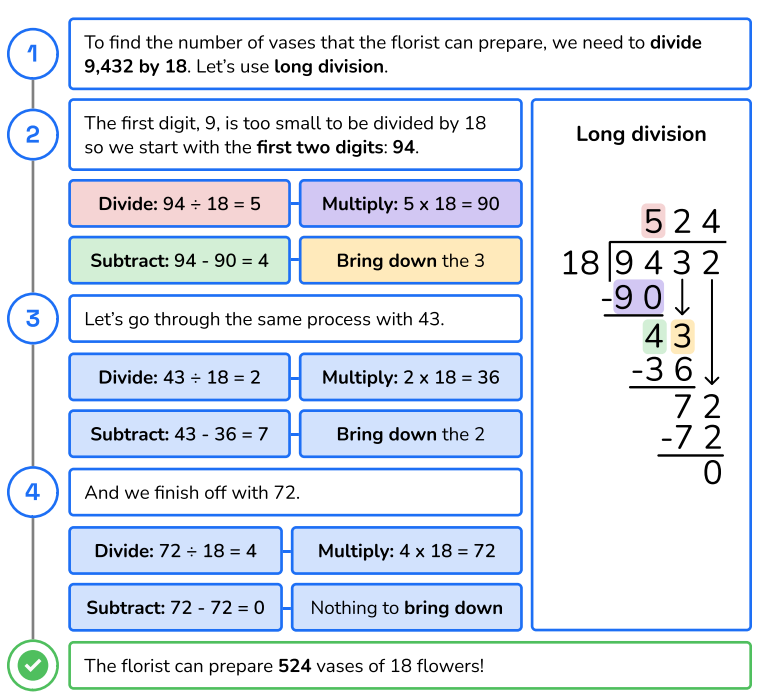 1
To find the number of vases that the florist can prepare, we need to divide
9,432 by 18. Let's use long division.
2
The first digit, 9, is too small to be divided by 18
so we start with the first two digits: 94.
Divide: 94 ÷ 18 = 5
Multiply: 5 x 18 = 90
Subtract: 94 - 90 = 4
Bring down the 3
3
Let's go through the same process with 43.
Divide: 43 ÷ 18 = 2
Multiply: 2 x 18 = 36
Subtract: 43 - 36 = 7
Bring down the 2
4
And we finish off with 72.
Divide: 72 ÷ 18 = 4
Multiply: 4 x 18 = 72
Subtract: 72 - 72 = 0
Nothing to bring down
Long division
5 2 4
18 9 4 3 2
-9 0
4 3
-3 6
7 2
-7 2
0
The florist can prepare 524 vases of 18 flowers!